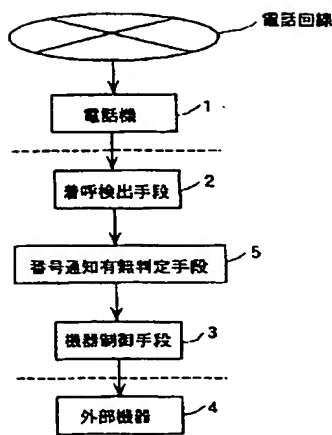 電話回線
電話機
1
着呼検出手段
2
番号通知有無判定手段
5
機器制御手段
3
外部機器
4